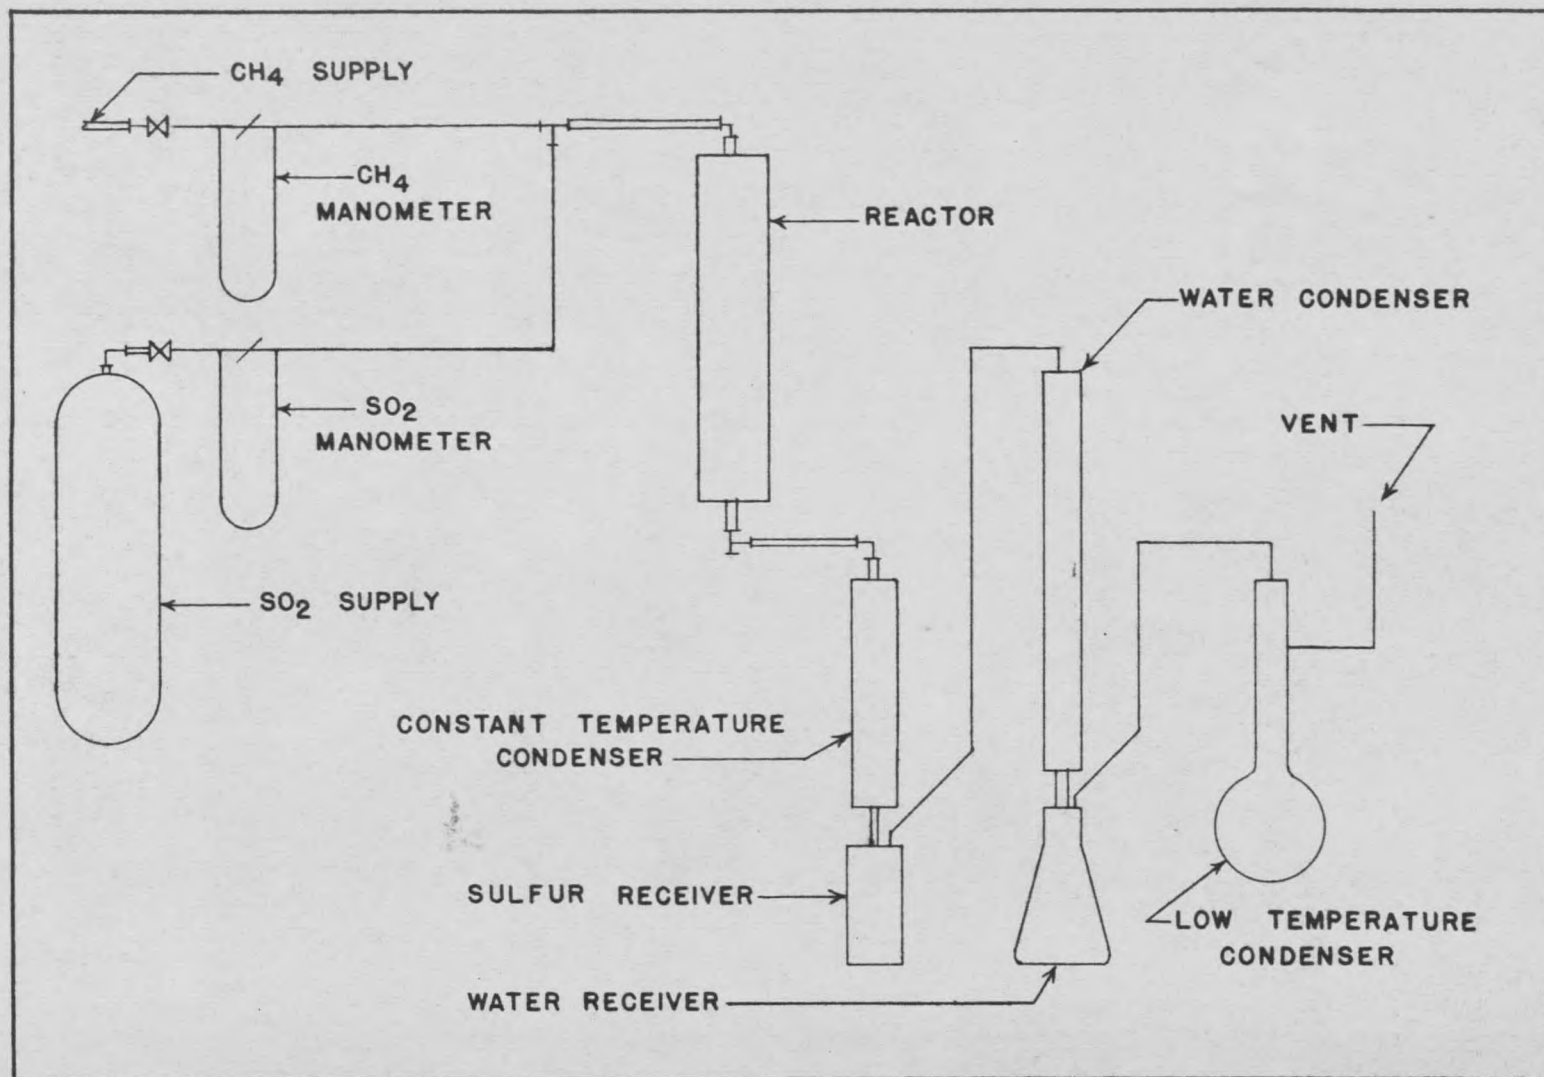 CH4 SUPPLY
CH4
MANOMETER
REACTOR
WATER CONDENSER
VENT
SO2
MANOMETER
SO2 SUPPLY
CONSTANT TEMPERATURE
CONDENSER
SULFUR RECEIVER
LOW TEMPERATURE
CONDENSER
WATER RECEIVER